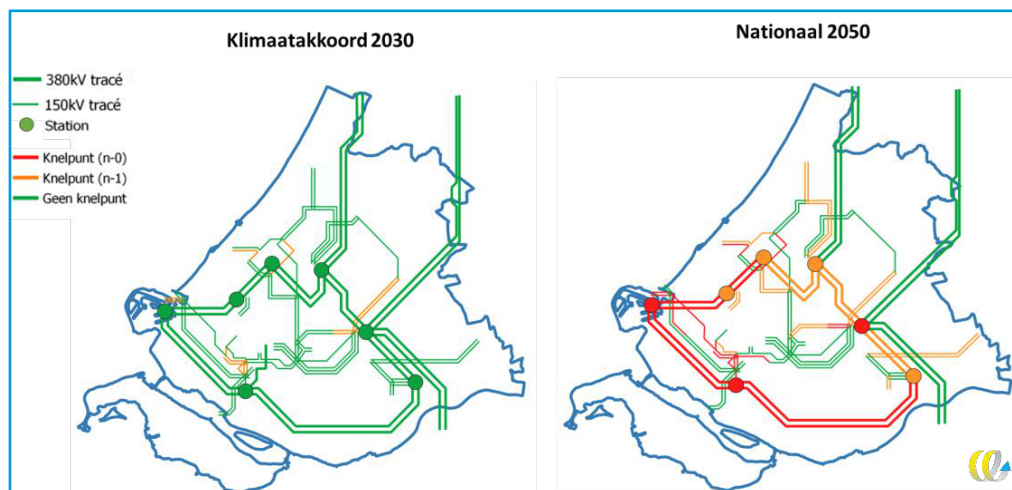 Klimaatakkoord 2030
Nationaal 2050
380kV tracé
150kV tracé
Station
Knelpunt (n-0)
Knelpunt (n-1)
Geen knelpunt